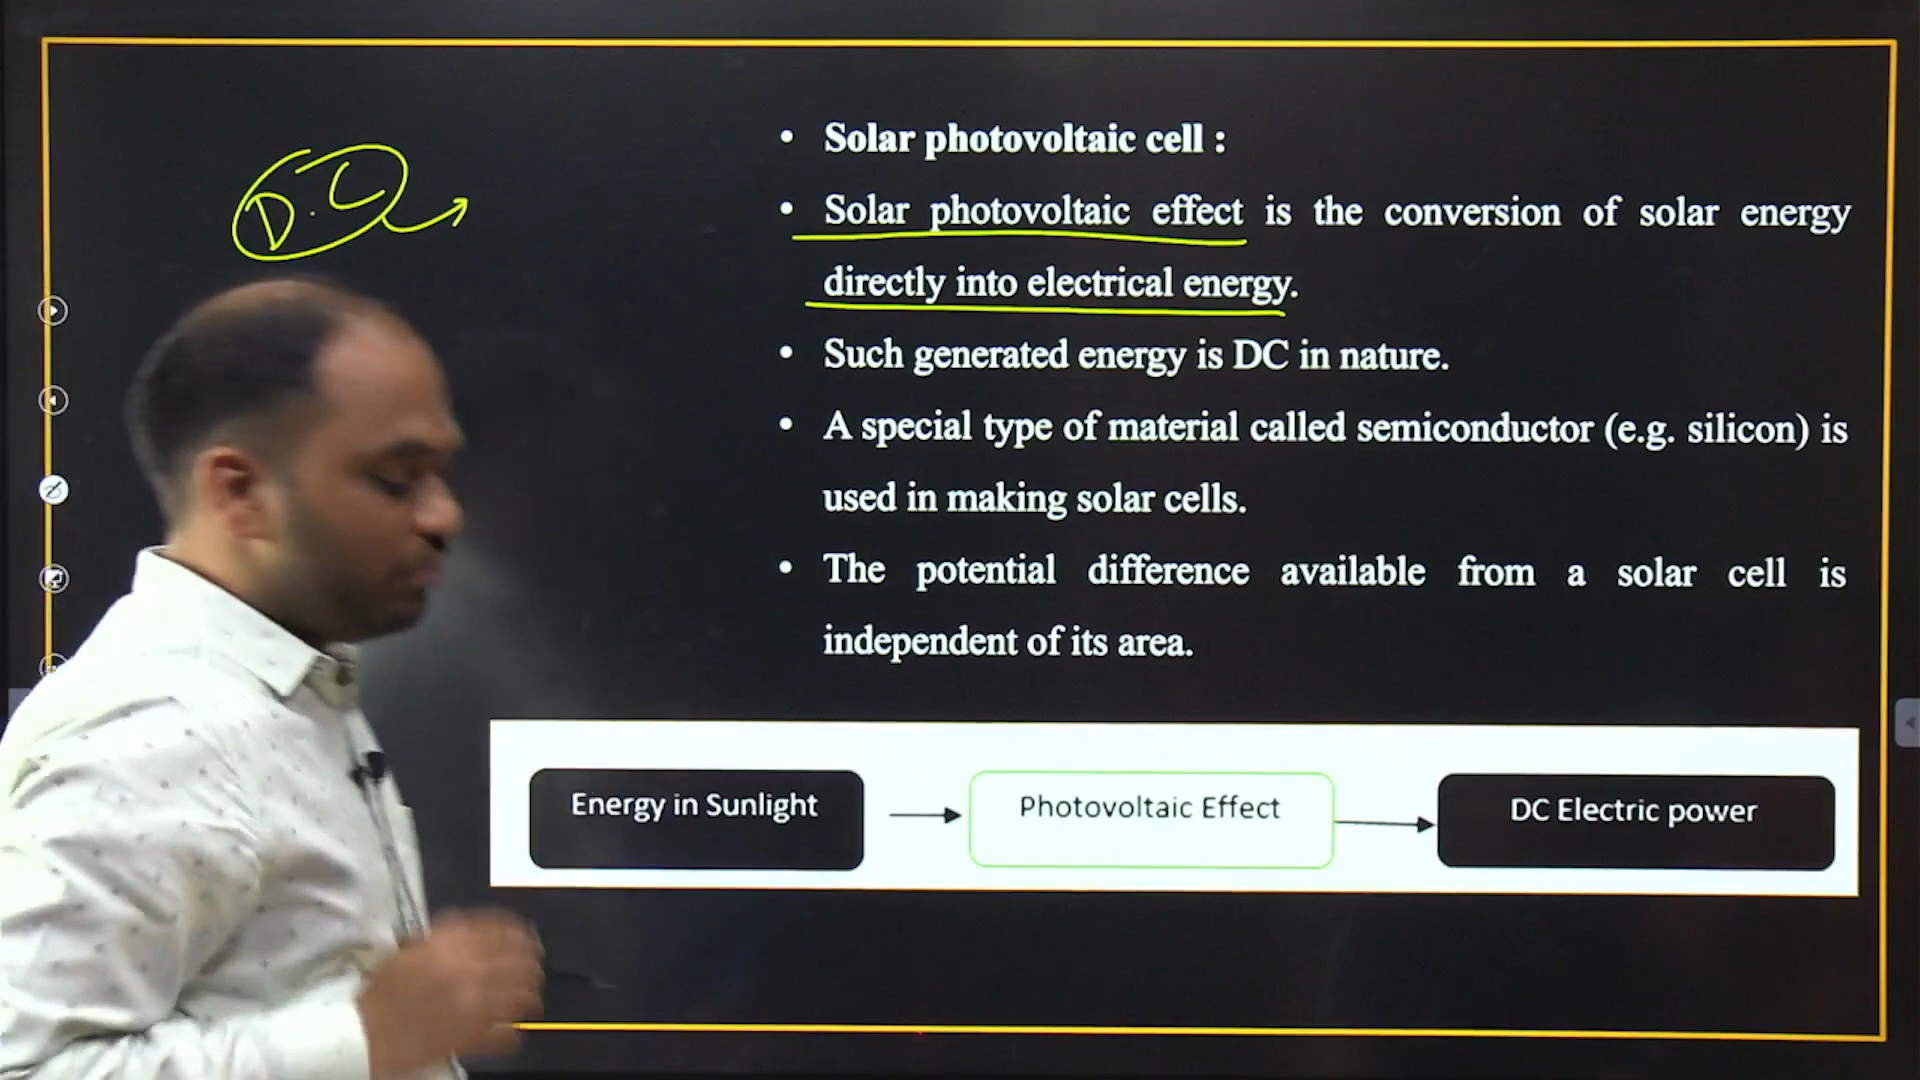 D.C
• Solar photovoltaic cell :
• Solar photovoltaic effect is the conversion of solar energy
directly into electrical energy.
• Such generated energy is DC in nature.
• A special type of material called semiconductor (e.g. silicon) is
used in making solar cells.
• The potential difference available from a solar cell is
independent of its area.
Energy in Sunlight
Photovoltaic Effect
DC Electric power